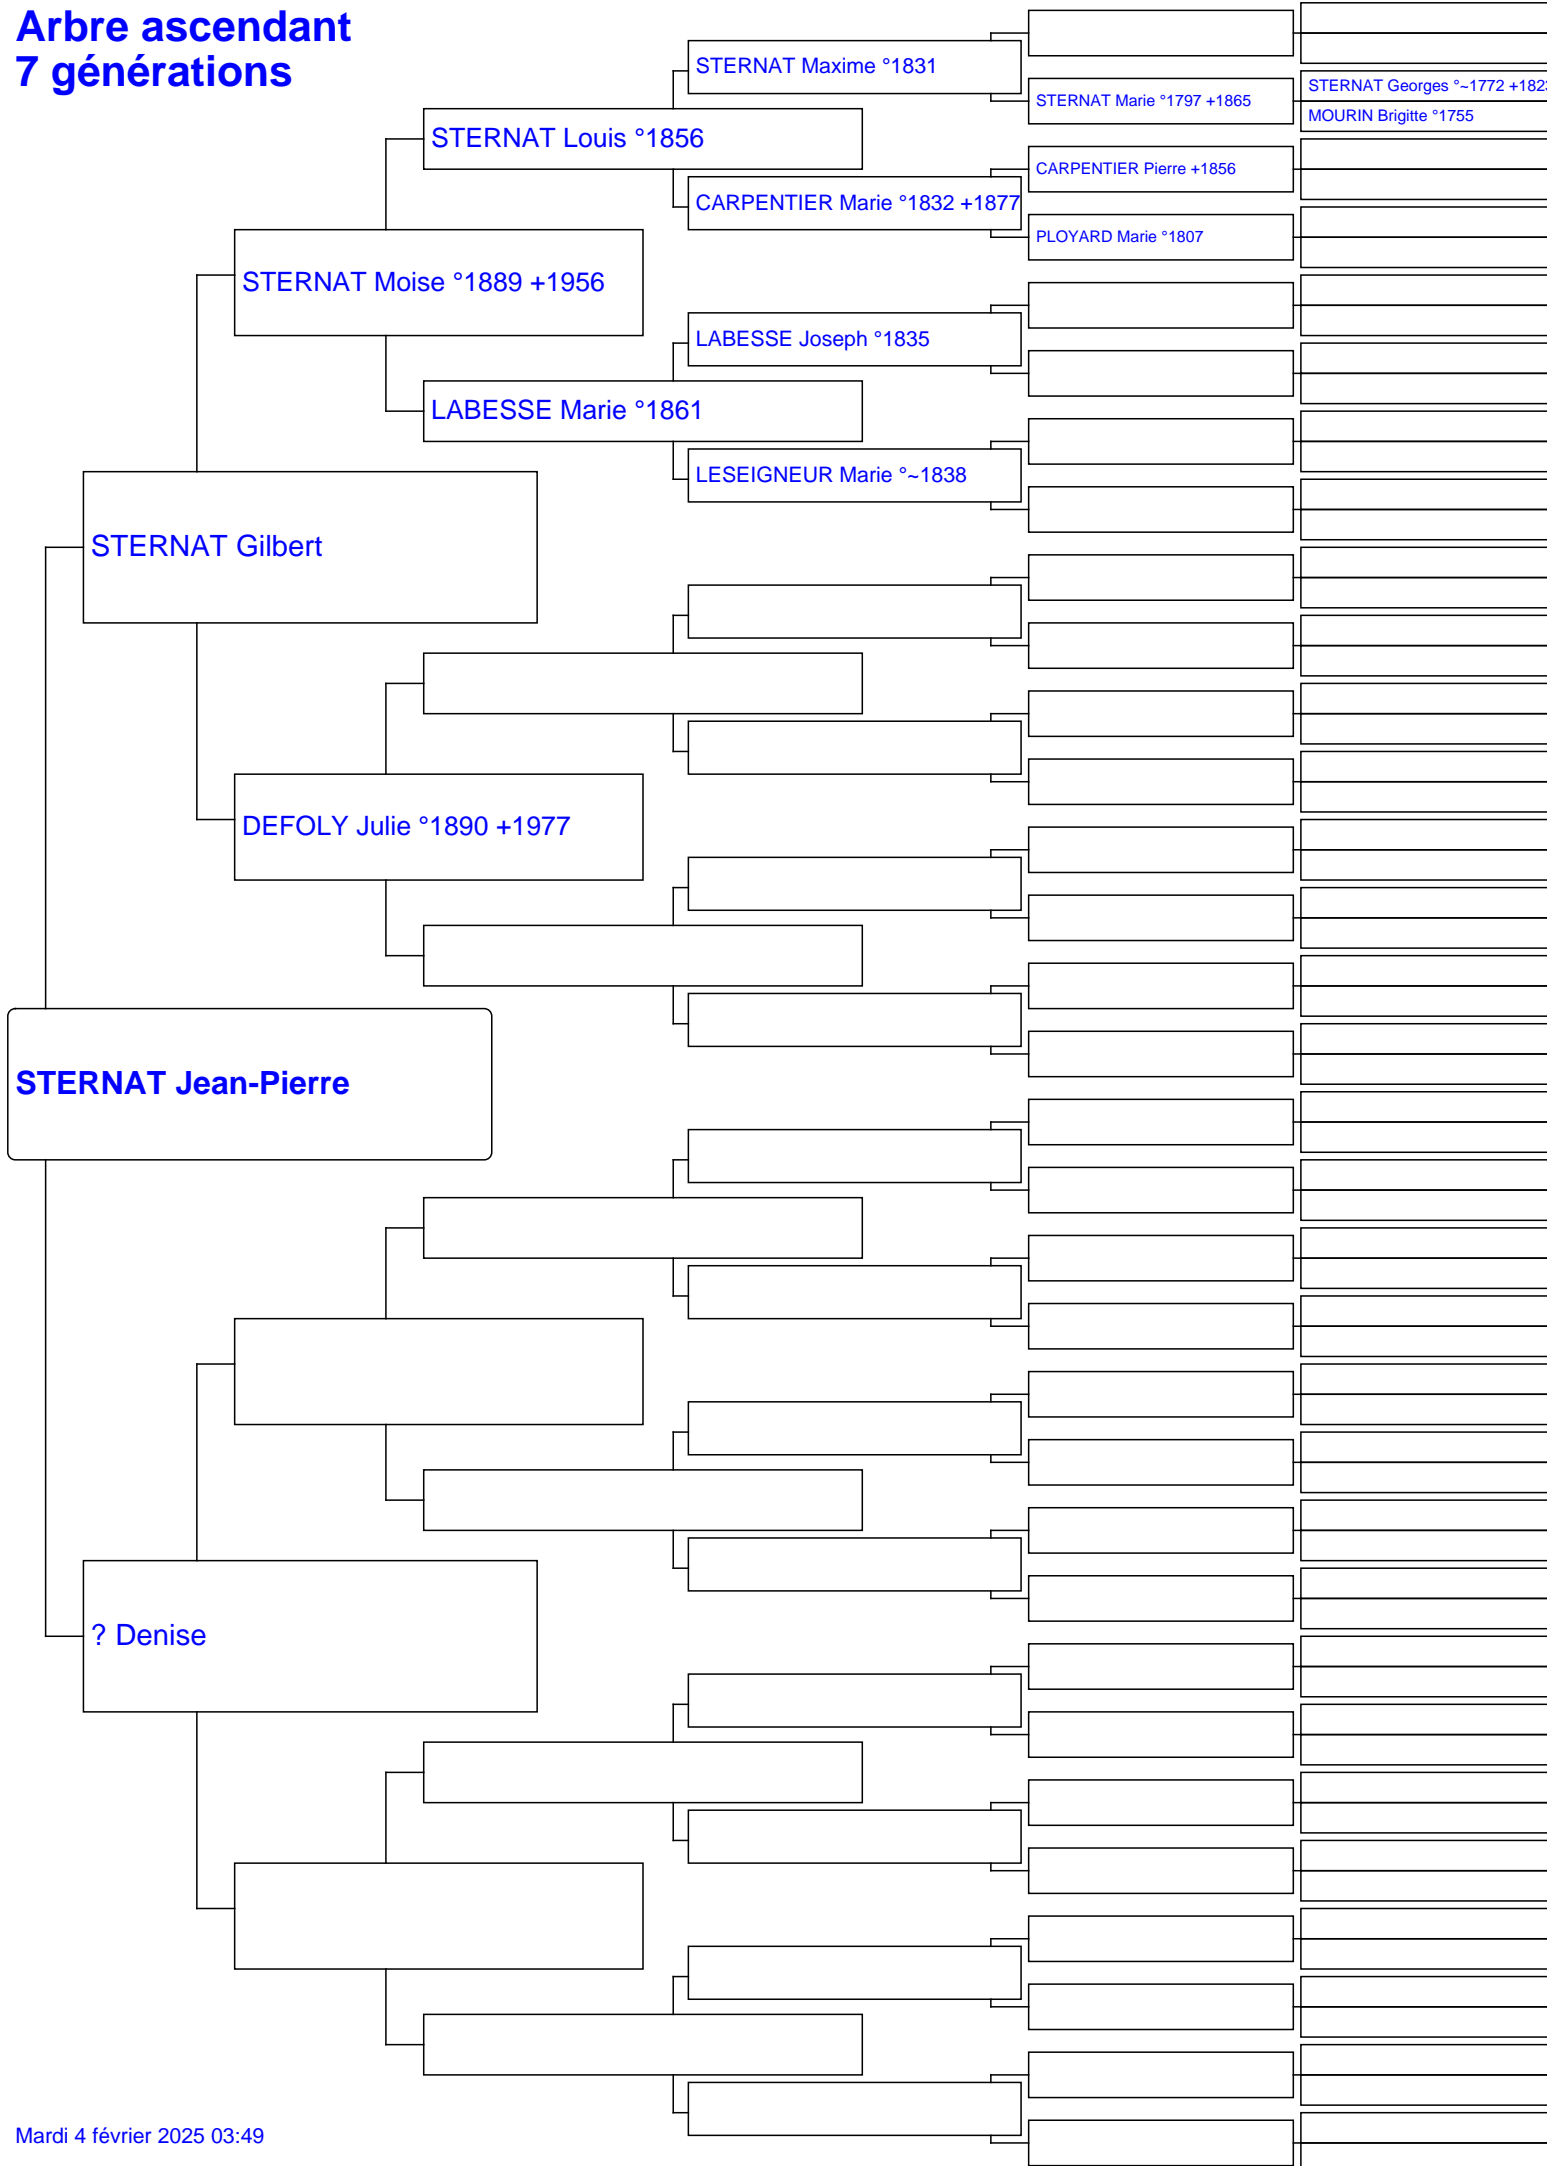 Arbre ascendant
7 générations
STERNAT Maxime °1831
STERNAT Marie °1797 +1865
STERNAT Georges °~1772
MOURIN Brigitte °1755
STERNAT Louis °1856
CARPENTIER Pierre +1856
CARPENTIER Marie °1832 +1877
PLOYARD Marie °1807
STERNAT Moise °1889 +1956
LABESSE Joseph °1835
LABESSE Marie °1861
LESEIGNEUR Marie °~1838
STERNAT Gilbert
DEFOLY Julie °1890 +1977
STERNAT Jean-Pierre
? Denise
Mardi 4 février 2025 03:49